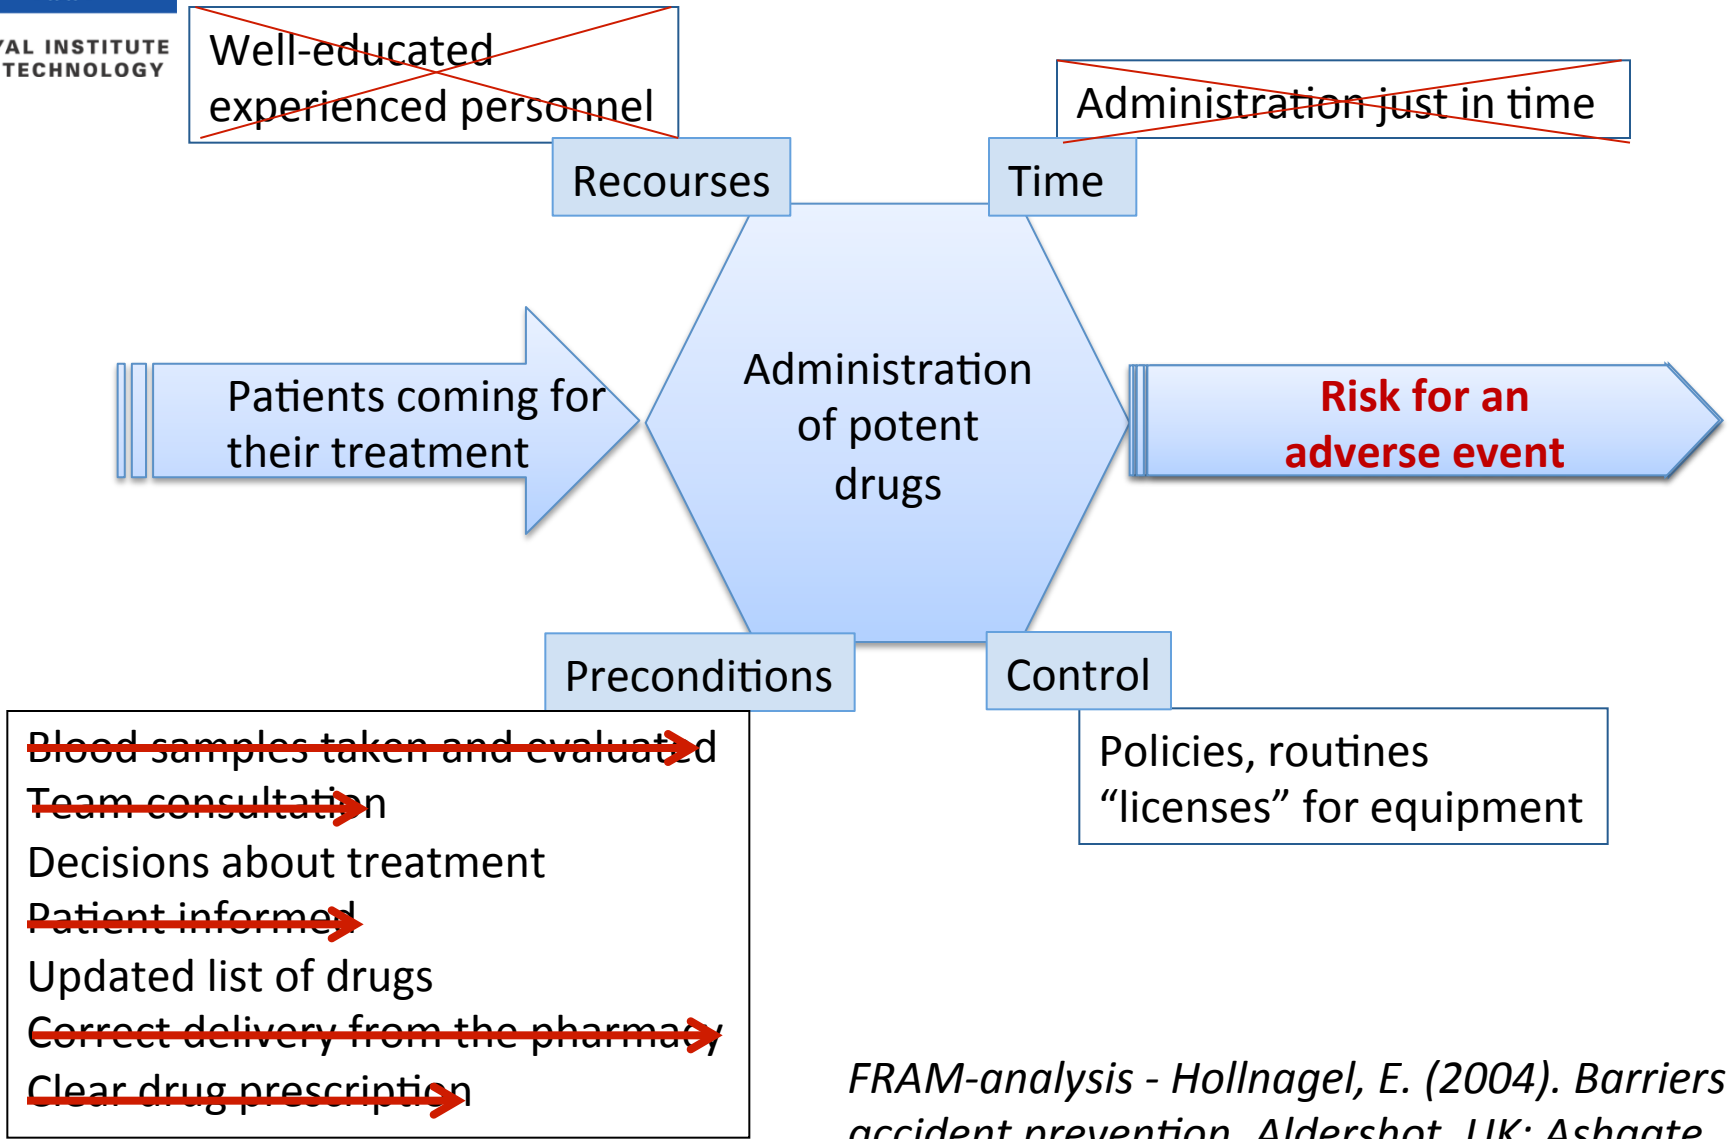 YAL INSTITUTE
TECHNOLOGY
Well-educated
experienced personnel
Administration just in time
Recourses
Time
Patients coming for
their treatment
Administration
of potent
drugs
Risk for an
adverse event
Preconditions
Control
Blood samples taken and evaluated
Team consultation
Decisions about treatment
Patient informed
Updated list of drugs
Correct delivery from the pharmacy
Clear drug prescription
Policies, routines
“licenses” for equipment
FRAM-analysis - Hollnagel, E. (2004). Barriers
accident prevention. Aldershot, UK: Ashgate